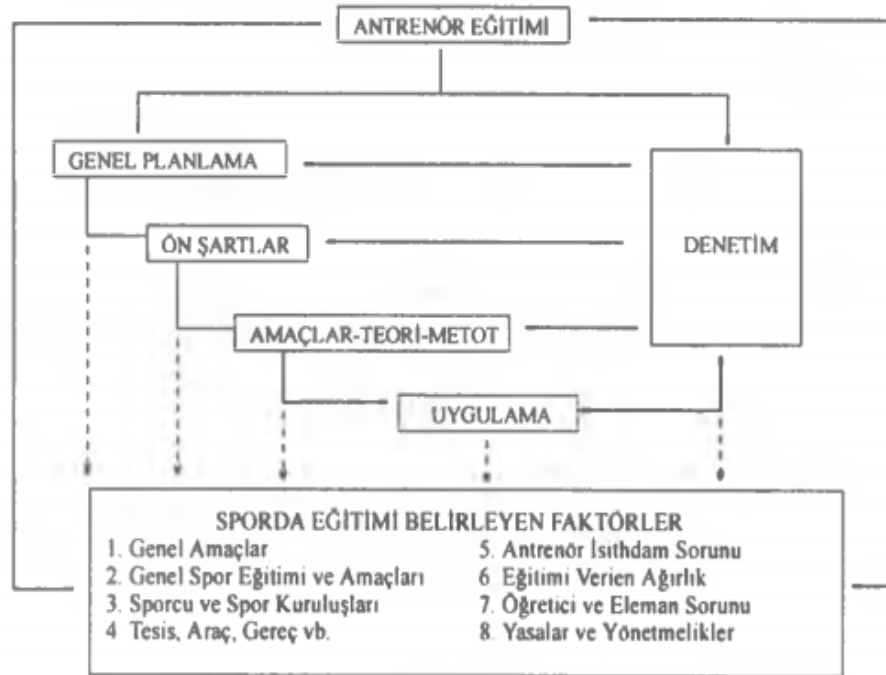 ANTRENÖR EĞİTİMİ
GENEL PLANLAMA
ÖN ŞARTLAR
DENETİM
AMAÇLAR-TEORİ-METOT
UYGULAMA
SPORDA EĞİTİMİ BELİRLEYEN FAKTÖRLER
1. Genel Amaçlar
2. Genel Spor Eğitimi ve Amaçları
3. Sporcu ve Spor Kuruluşları
4 Tesis, Araç, Gereç vb.
5. Antrenör İsithdam Sorunu
6 Eğitimi Verien Ağırlık
7. Öğretici ve Eleman Sorunu
8. Yasalar ve Yönetmelikler